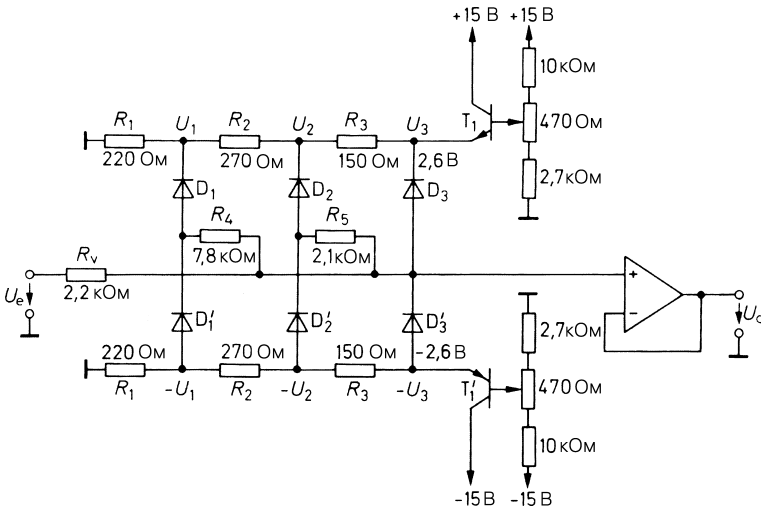 +15 В +15 В
10 кОм
R₁ U₁ R₂ U₂ R₃ U₃ T₁ 470 Ом
220 Ом 270 Ом 150 Ом 2,6 В
2,7 кОм
D₁ D₂ D₃
R₄ R₅
7,8 кОм 2,1 кОм
Rᵥ
2,2 кОм
Uₑ
+
−
D₁′ D₂′ D₃′
2,7 кОм
220 Ом 270 Ом 150 Ом −2,6 В
R₁ −U₁ R₂ −U₂ R₃ −U₃ T₁′ 470 Ом
10 кОм
−15 В −15 В